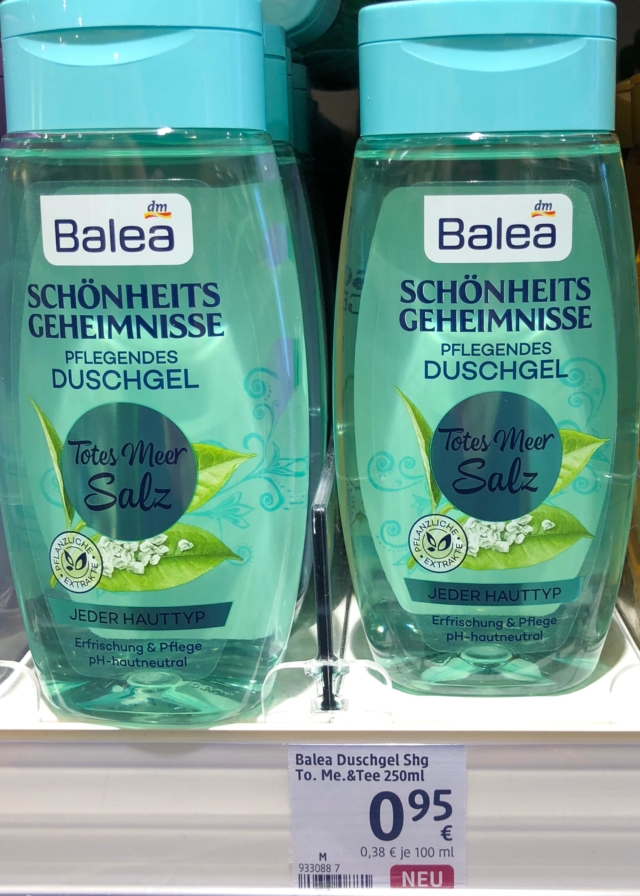 dm
Balea
SCHÖNHEITS
GEHEIMNISSE
PFLEGENDES
DUSCHGEL
Totes Meer
Salz
PFLANZLICHE
EXTRAKTE
JEDER HAUTTYP
Erfrischung & Pflege
pH-hautneutral
dm
Balea
SCHÖNHEITS
GEHEIMNISSE
PFLEGENDES
DUSCHGEL
Totes Meer
Salz
PFLANZLICHE
EXTRAKTE
JEDER HAUTTYP
Erfrischung & Pflege
pH-hautneutral
Balea Duschgel Shg
To. Me.&Tee 250ml
0,95
€
0,38 € je 100 ml
M
933088 7
NEU